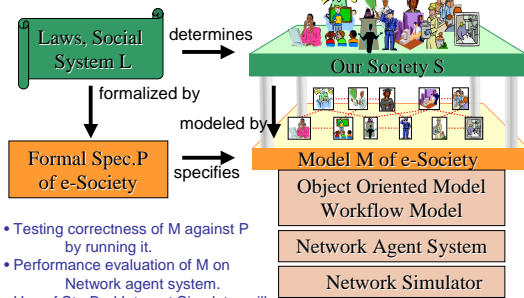 Laws, Social
System L
determines
Our Society S
formalized by
modeled by
Formal Spec.P
of e-Society
specifies
Model M of e-Society
Object Oriented Model
Workflow Model
Network Agent System
Network Simulator
• Testing correctness of M against P
by running it.
• Performance evaluation of M on
Network agent system.